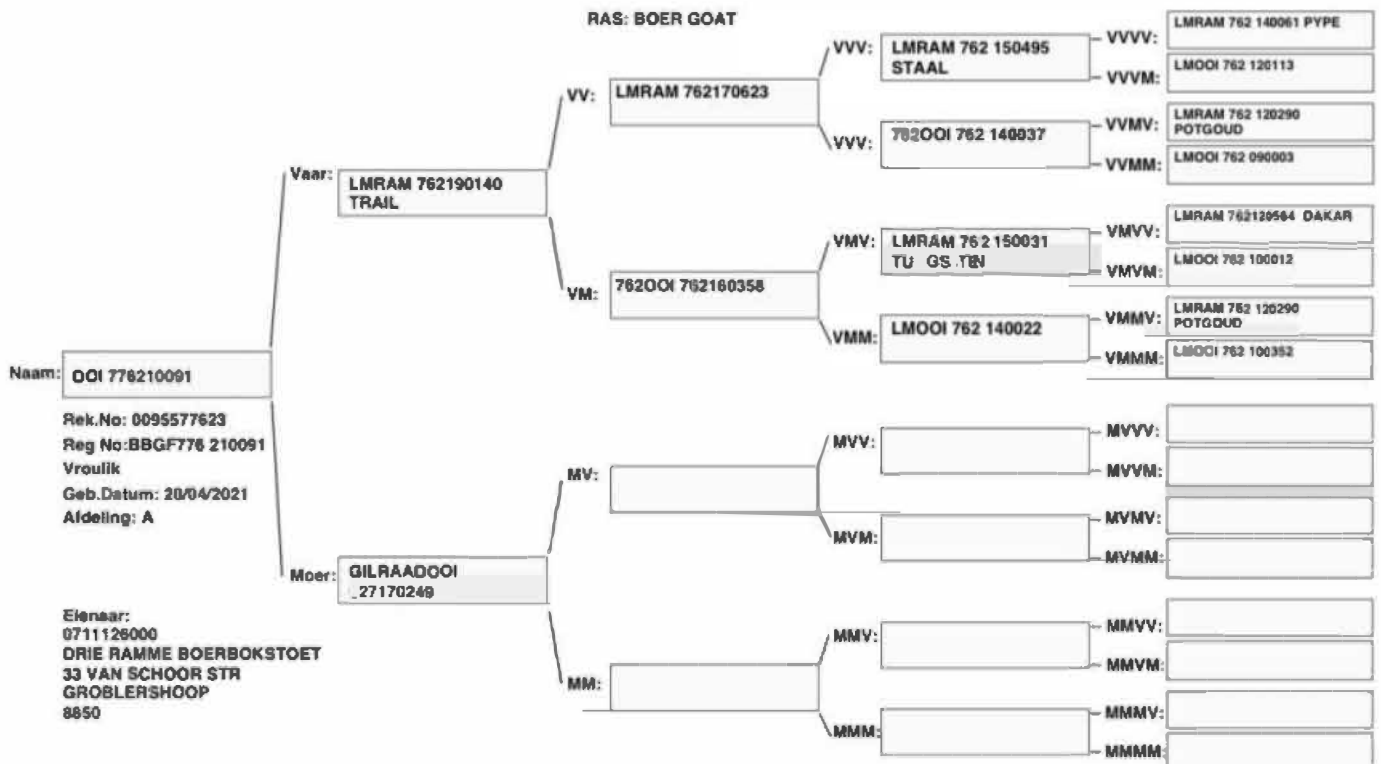 RAS: BOER GOAT
Naam: OOI 776210091
Rek.No: 0095577623
Reg No:BBGF776 210091
Vroulik
Geb.Datum: 20/04/2021
Afdeling: A
Eienaar:
0711126000
DRIE RAMME BOERBOKSTOET
33 VAN SCHOOR STR
GROBLERSHOOP
8850
Vaar: LMRAM 762190140
TRAIL
Moer: GILRAADOOI
27170249
VV: LMRAM 762170623
VM: 762OOI 762160358
MV:
MM:
VVV: LMRAM 762 150495
STAAL
VVV: 762OOI 762 140037
VMV: LMRAM 762 150031
VMM: LMOOI 762 140022
MVV:
MVM:
MMV:
MMM:
VVVV: LMRAM 762 140061 PYPE
VVVM: LMOOI 762 120113
VVMV: LMRAM 762 120290
POTGOUD
VVMM: LMOOI 762 090003
VMVV: LMRAM 762120564 DAKAR
VMVM: LMOOI 762 100012
VMMV: LMRAM 762 120290
POTGOUD
VMMM: LMOOI 762 100352
MVVV:
MVVM:
MVMV:
MVMM:
MMVV:
MMVM:
MMMV:
MMMM: